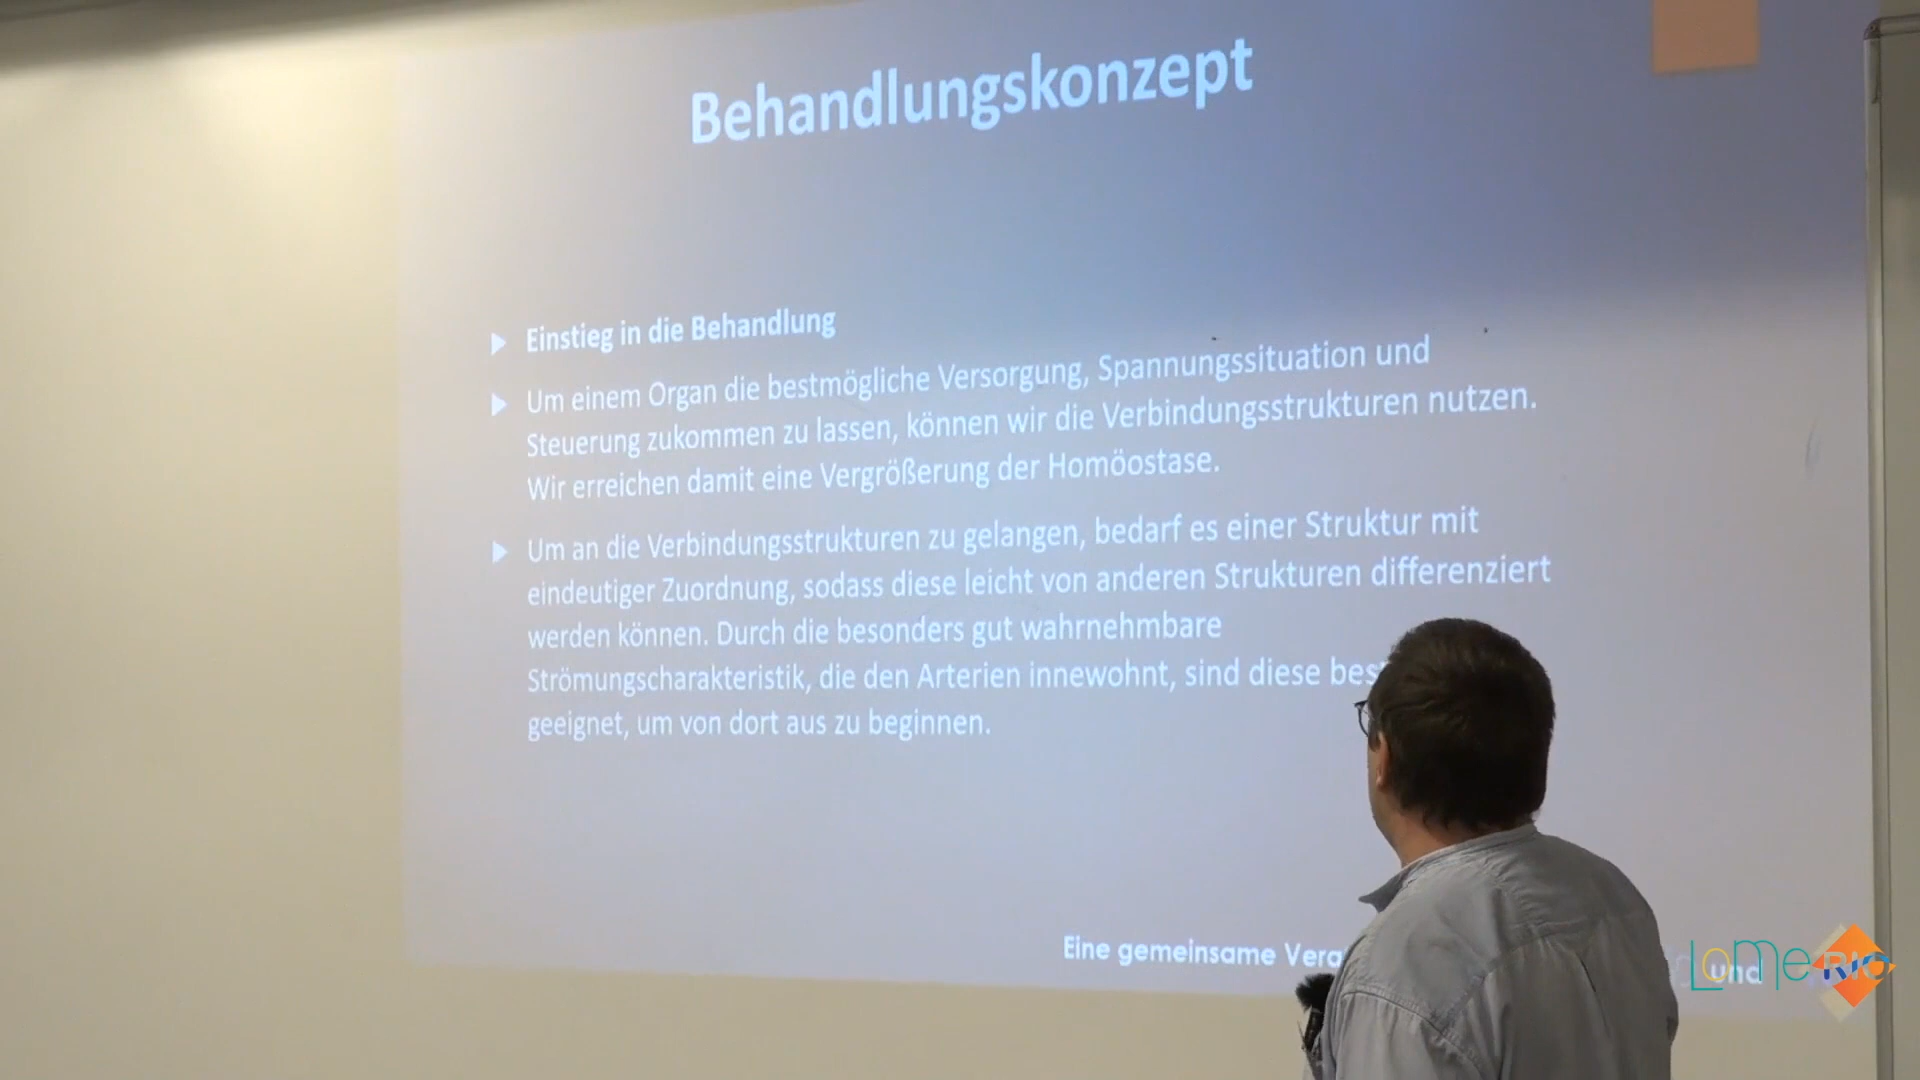 Behandlungskonzept
Einstieg in die Behandlung
Um einem Organ die bestmögliche Versorgung, Spannungssituation und
Steuerung zukommen zu lassen, können wir die Verbindungsstrukturen nutzen.
Wir erreichen damit eine Vergrößerung der Homöostase.
Um an die Verbindungsstrukturen zu gelangen, bedarf es einer Struktur mit
eindeutiger Zuordnung, sodass diese leicht von anderen Strukturen differenziert
werden können. Durch die besonders gut wahrnehmbare
Strömungscharakteristik, die den Arterien innewohnt, sind diese
geeignet, um von dort aus zu beginnen.
Eine gemeinsame und
LoMe RIO